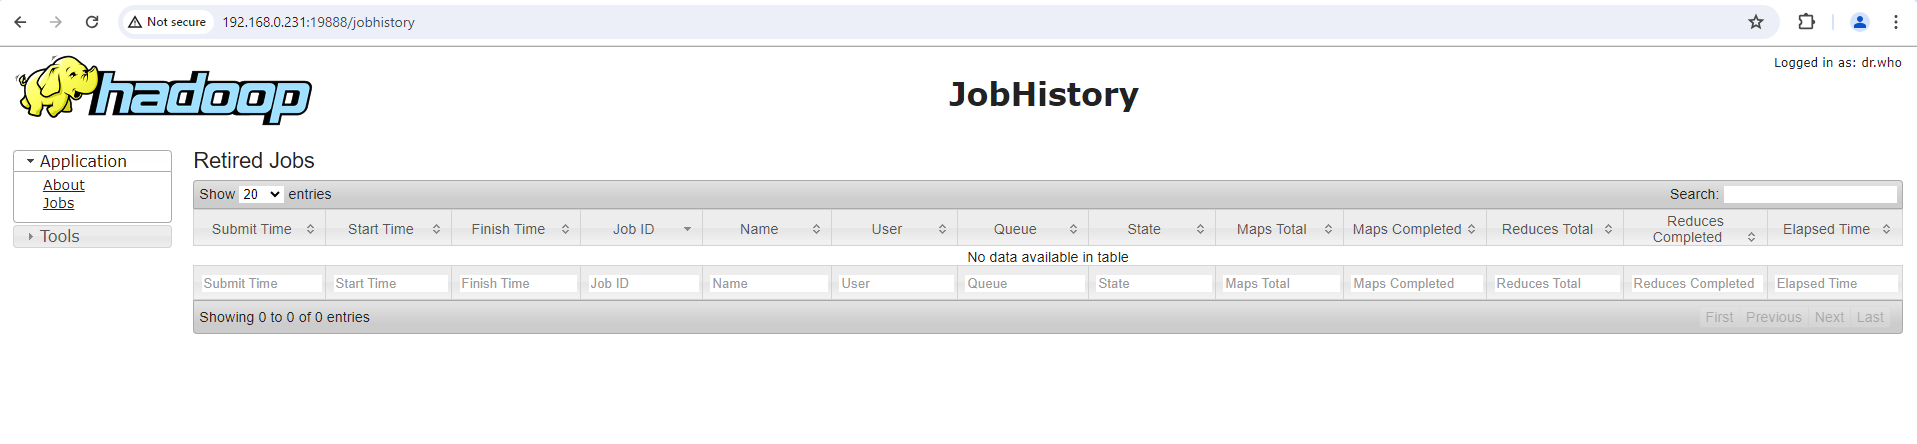 Not secure 192.168.0.231:19888/jobhistory
Logged in as: dr.who
hadoop
JobHistory
Application
About
Jobs
Tools
Retired Jobs
Show 20 entries Search:
Submit Time Start Time Finish Time Job ID Name User Queue State Maps Total Maps Completed Reduces Total Reduces Completed Elapsed Time
No data available in table
Submit Time Start Time Finish Time Job ID Name User Queue State Maps Total Maps Completed Reduces Total Reduces Completed Elapsed Time
Showing 0 to 0 of 0 entries First Previous Next Last